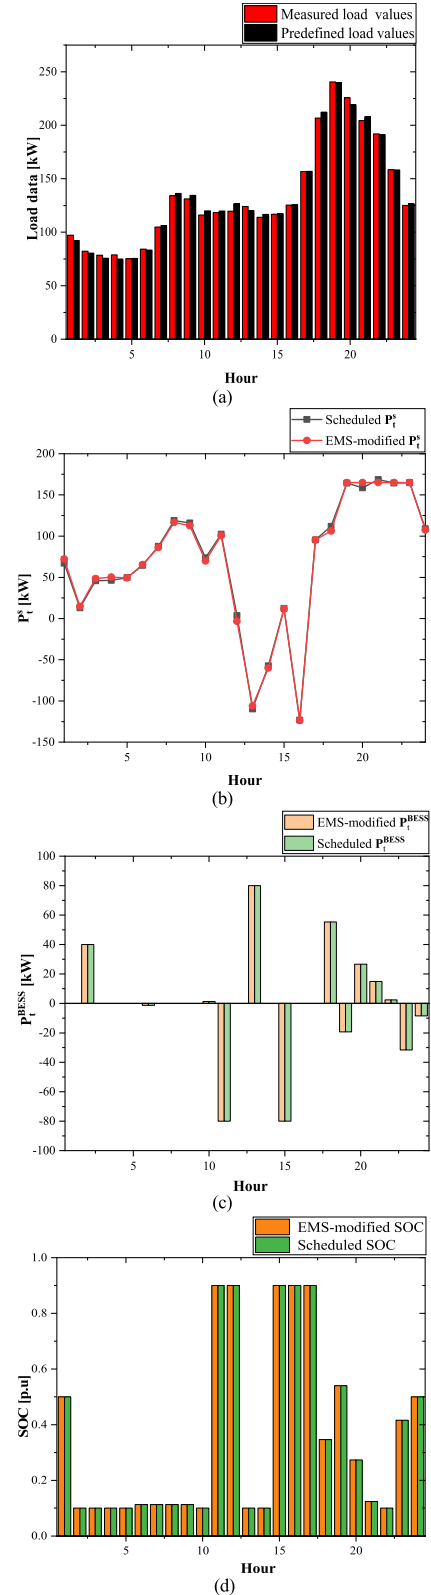 Measured load values
Predefined load values
250
200
150
100
50
0
Load data [kW]
5 10 15 20
Hour
(a)
Scheduled P_t^s
EMS-modified P_t^s
200
150
100
50
0
-50
-100
-150
P_t^s [kW]
5 10 15 20
Hour
(b)
EMS-modified P_t^BESS
Scheduled P_t^BESS
100
80
60
40
20
0
-20
-40
-60
-80
-100
P_t^BESS [kW]
5 10 15 20
Hour
(c)
EMS-modified SOC
Scheduled SOC
1.0
0.8
0.6
0.4
0.2
0.0
SOC [p.u]
5 10 15 20
Hour
(d)